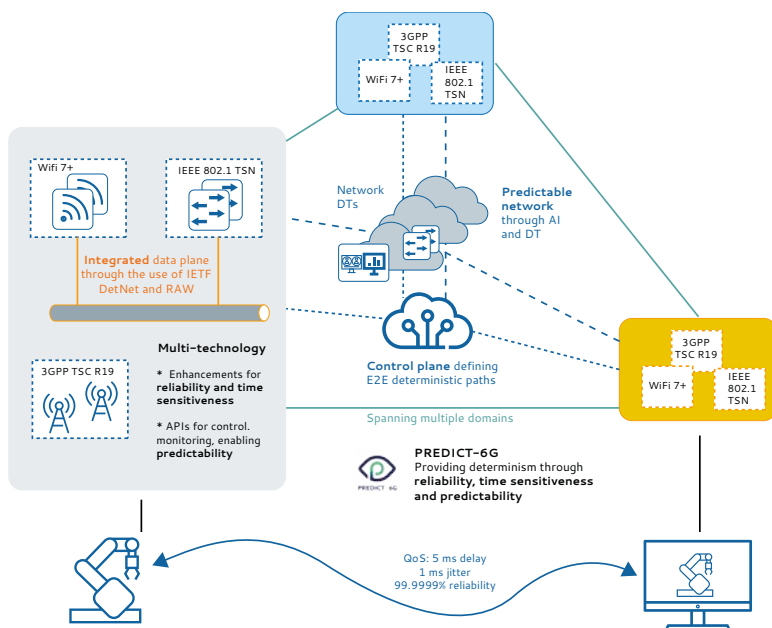 3GPP
TSC R19
WiFi 7+
IEEE
802.1
TSN
Wifi 7+
IEEE 802.1 TSN
Integrated data plane
through the use of IETF
DetNet and RAW
Multi-technology
* Enhancements for
reliability and time
sensitiveness
* APIs for control.
monitoring, enabling
predictability
3GPP TSC R19
Network
DTs
Predictable
network
through AI
and DT
Control plane defining
E2E deterministic paths
3GPP
TSC R19
WiFi 7+
IEEE
802.1
TSN
Spanning multiple domains
PREDICT 6G
PREDICT-6G
Providing determinism through
reliability, time sensitiveness
and predictability
QoS: 5 ms delay
1 ms jitter
99.9999% reliability